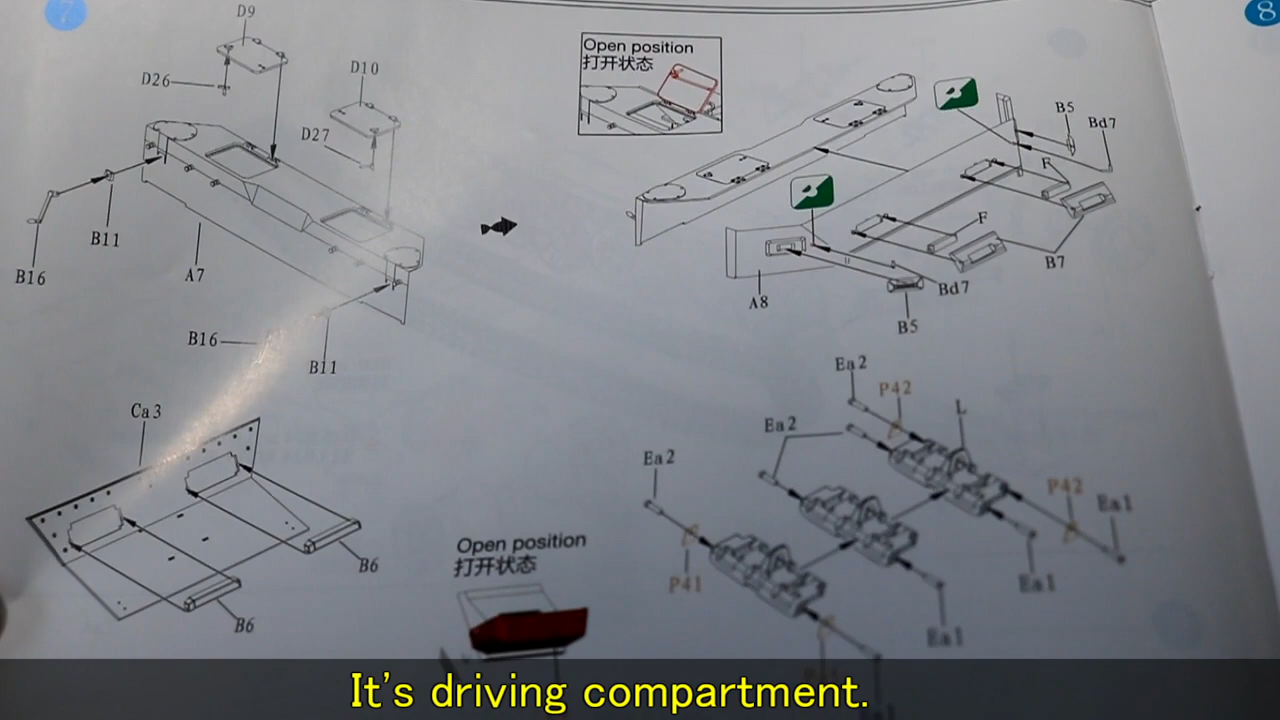 7
8
D9
D26
D10
D27
B11
B16
A7
B16
B11
Open position
打开状态
B5
Bd7
F
F
B7
A8
Bd7
B5
Ca3
B6
B6
Open position
打开状态
Ea2
P42
L
Ea2
Ea2
P42
Ea1
P41
Ea1
Ea1
It's driving compartment.